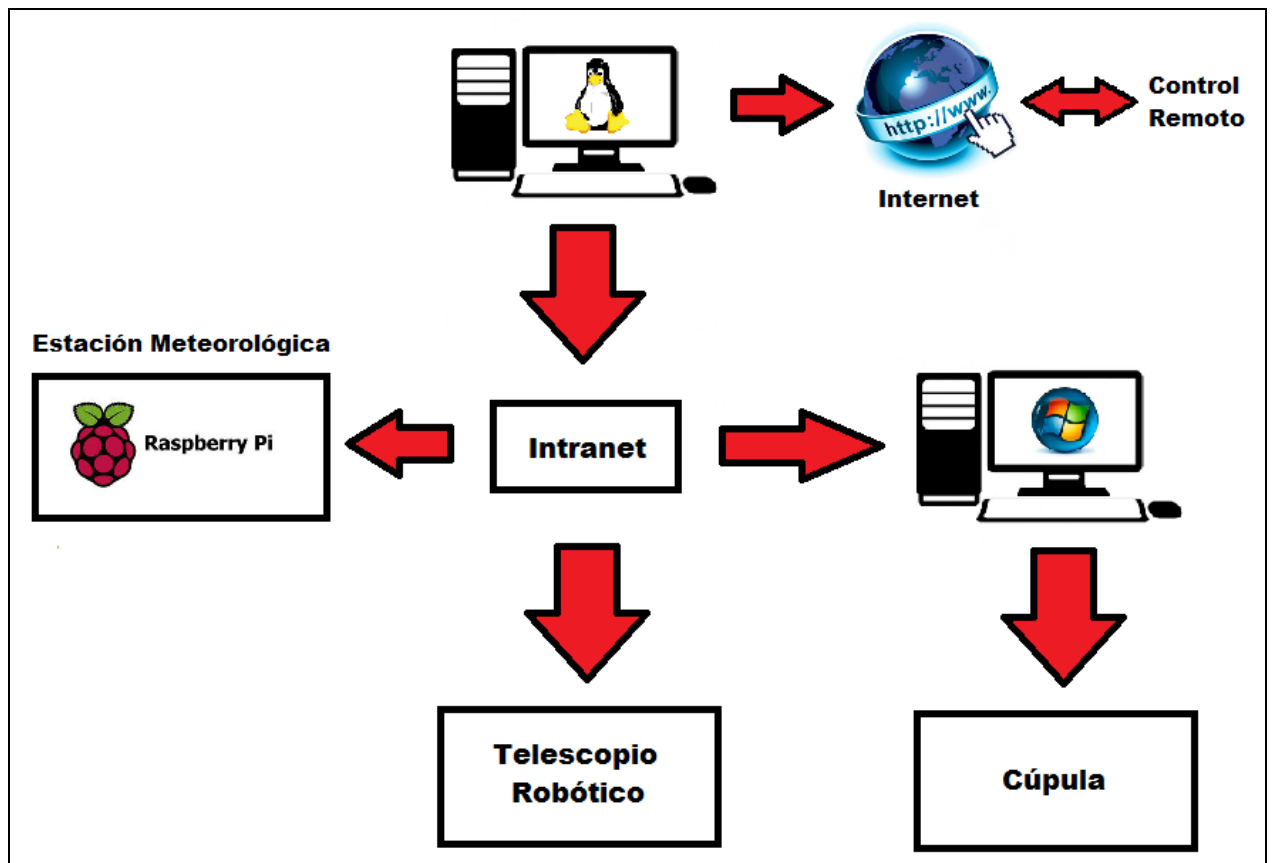 http://www.
Control
Remoto
Internet
Estación Meteorológica
Raspberry Pi
Intranet
Telescopio
Robótico
Cúpula